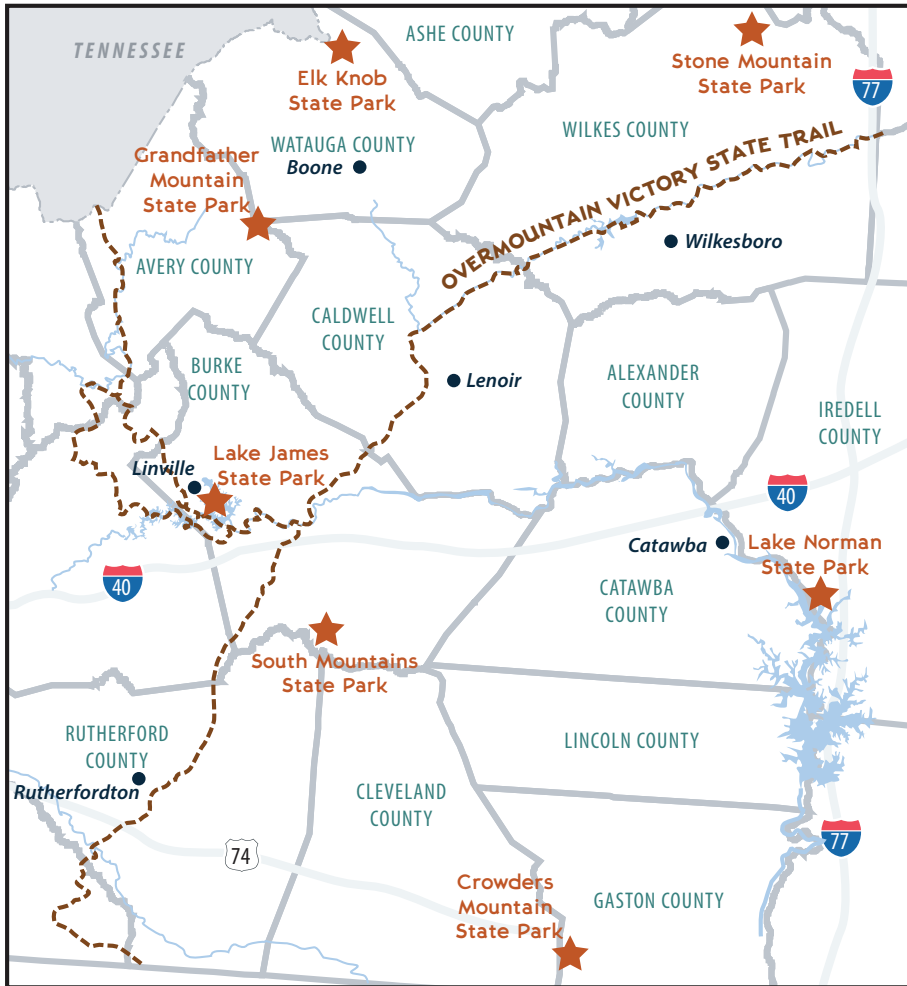 ASHE COUNTY
TENNESSEE
Elk Knob
State Park
Stone Mountain
State Park
77
WILKES COUNTY
WATAUGA COUNTY
Boone
Grandfather
Mountain
State Park
OVERMOUNTAIN VICTORY STATE TRAIL
Wilkesboro
AVERY COUNTY
CALDWELL
COUNTY
BURKE
COUNTY
Lenoir
ALEXANDER
COUNTY
IREDELL
COUNTY
Linville
Lake James
State Park
40
Catawba
Lake Norman
State Park
40
CATAWBA
COUNTY
South Mountains
State Park
RUTHERFORD
COUNTY
LINCOLN COUNTY
Rutherfordton
CLEVELAND
COUNTY
77
74
Crowders
Mountain
State Park
GASTON COUNTY